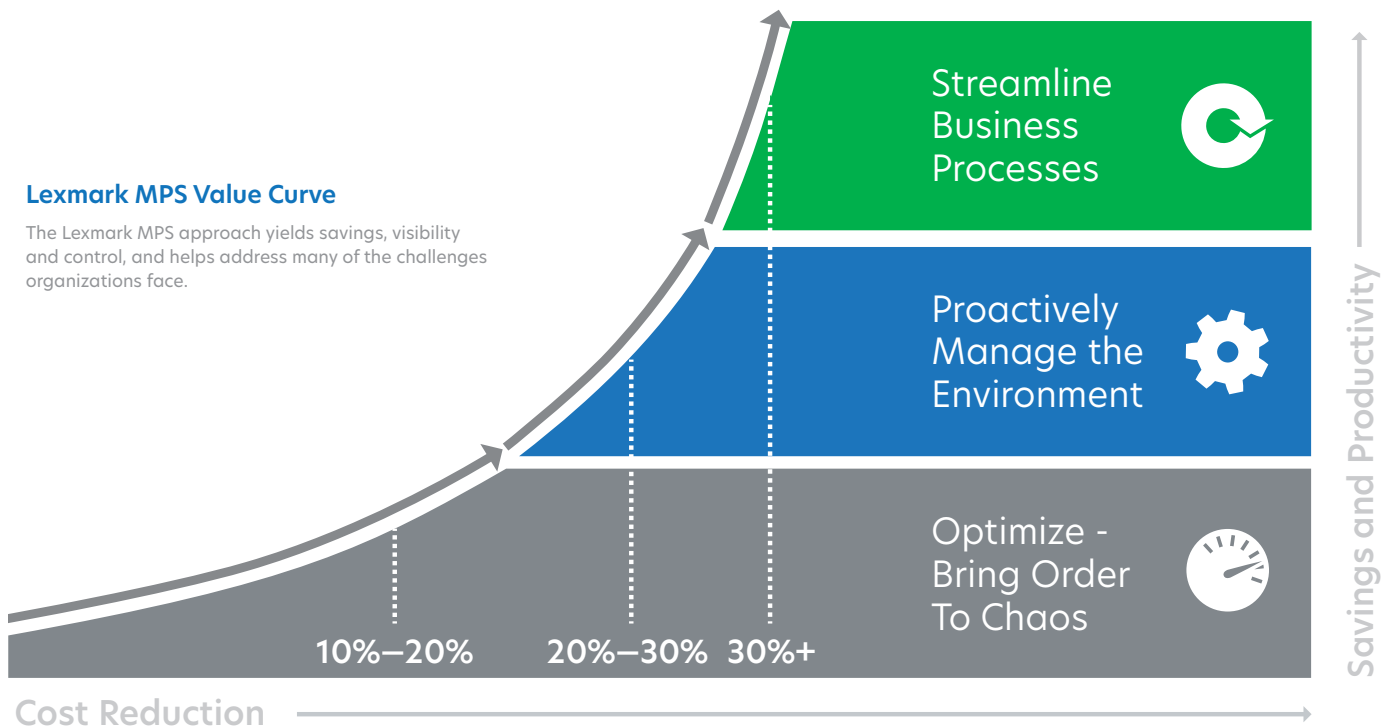 Lexmark MPS Value Curve
The Lexmark MPS approach yields savings, visibility
and control, and helps address many of the challenges
organizations face.
Streamline
Business
Processes
Proactively
Manage the
Environment
Optimize -
Bring Order
To Chaos
10%–20%
20%–30%
30%+
Cost Reduction
Savings and Productivity